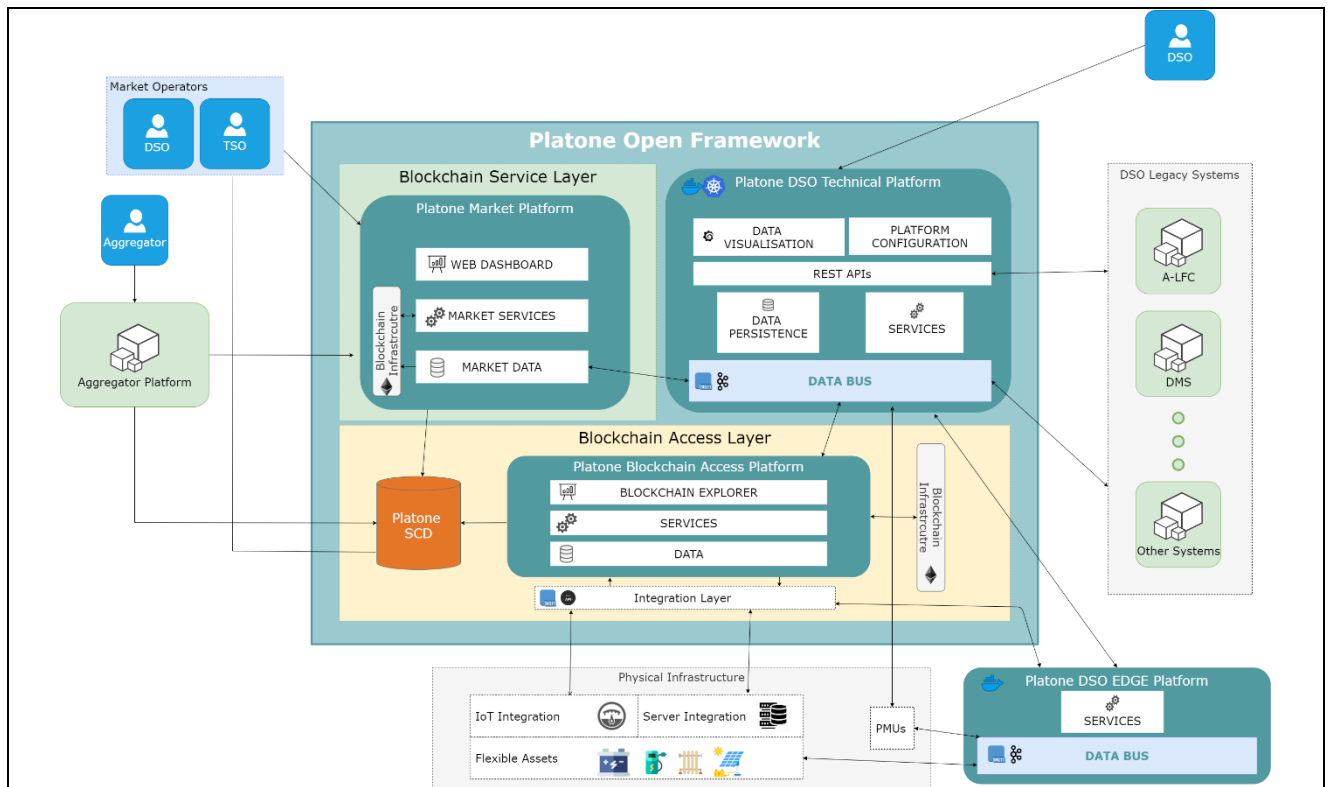 DSO
Market Operators
DSO
TSO
Platone Open Framework
Blockchain Service Layer
Platone DSO Technical Platform
DSO Legacy Systems
Platone Market Platform
Aggregator
DATA
VISUALISATION
PLATFORM
CONFIGURATION
WEB DASHBOARD
REST APIs
A-LFC
Blockchain
Infrastrcutre
MARKET SERVICES
DATA
PERSISTENCE
SERVICES
MARKET DATA
DATA BUS
Aggregator Platform
DMS
Blockchain Access Layer
Platone Blockchain Access Platform
BLOCKCHAIN EXPLORER
Platone
SCD
SERVICES
Blockchain
Infrastrcutre
DATA
Other Systems
Integration Layer
Physical Infrastructure
Platone DSO EDGE Platform
IoT Integration
Server Integration
SERVICES
PMUs
Flexible Assets
DATA BUS